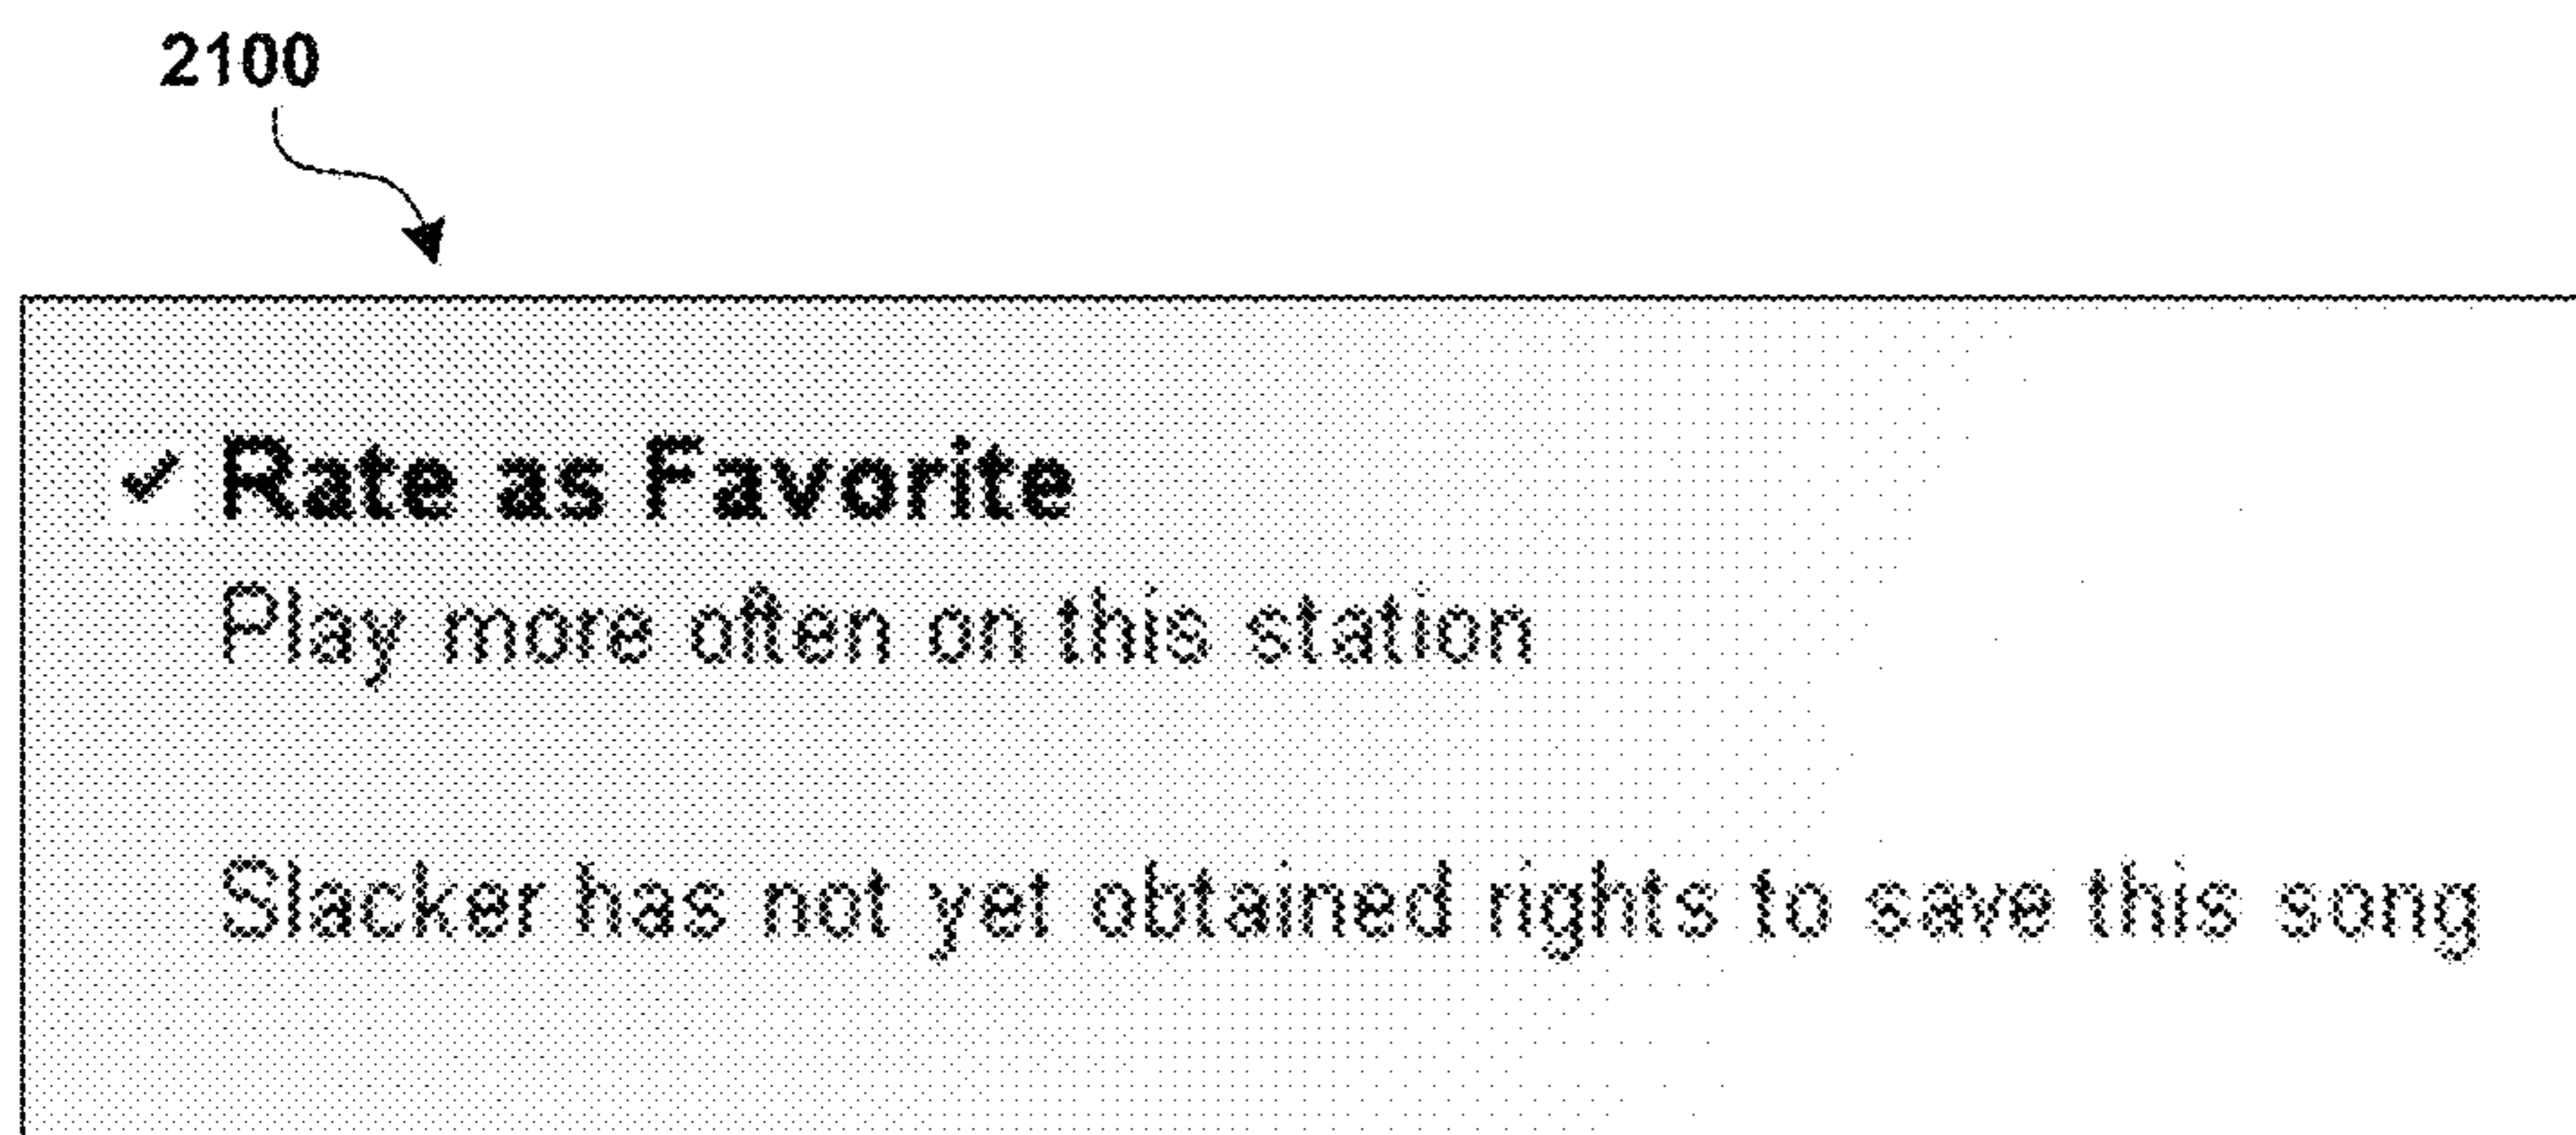 2100
✓ Rate as Favorite
Play more often on this station
Slacker has not yet obtained rights to save this song